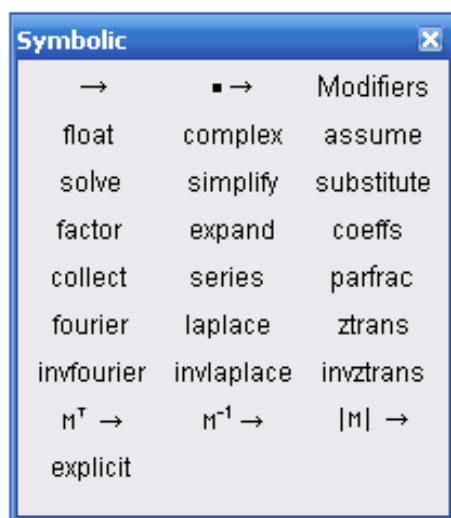 Symbolic
→ ▪ → Modifiers
float complex assume
solve simplify substitute
factor expand coeffs
collect series parfrac
fourier laplace ztrans
invfourier invlaplace invztrans
Mᵀ → M⁻¹ → |M| →
explicit